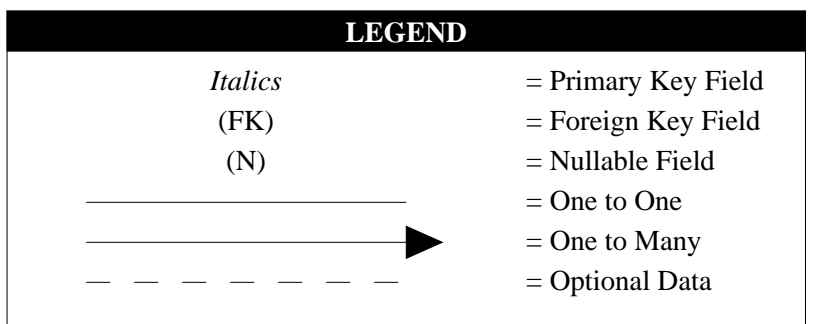 LEGEND
Italics = Primary Key Field
(FK) = Foreign Key Field
(N) = Nullable Field
= One to One
= One to Many
= Optional Data